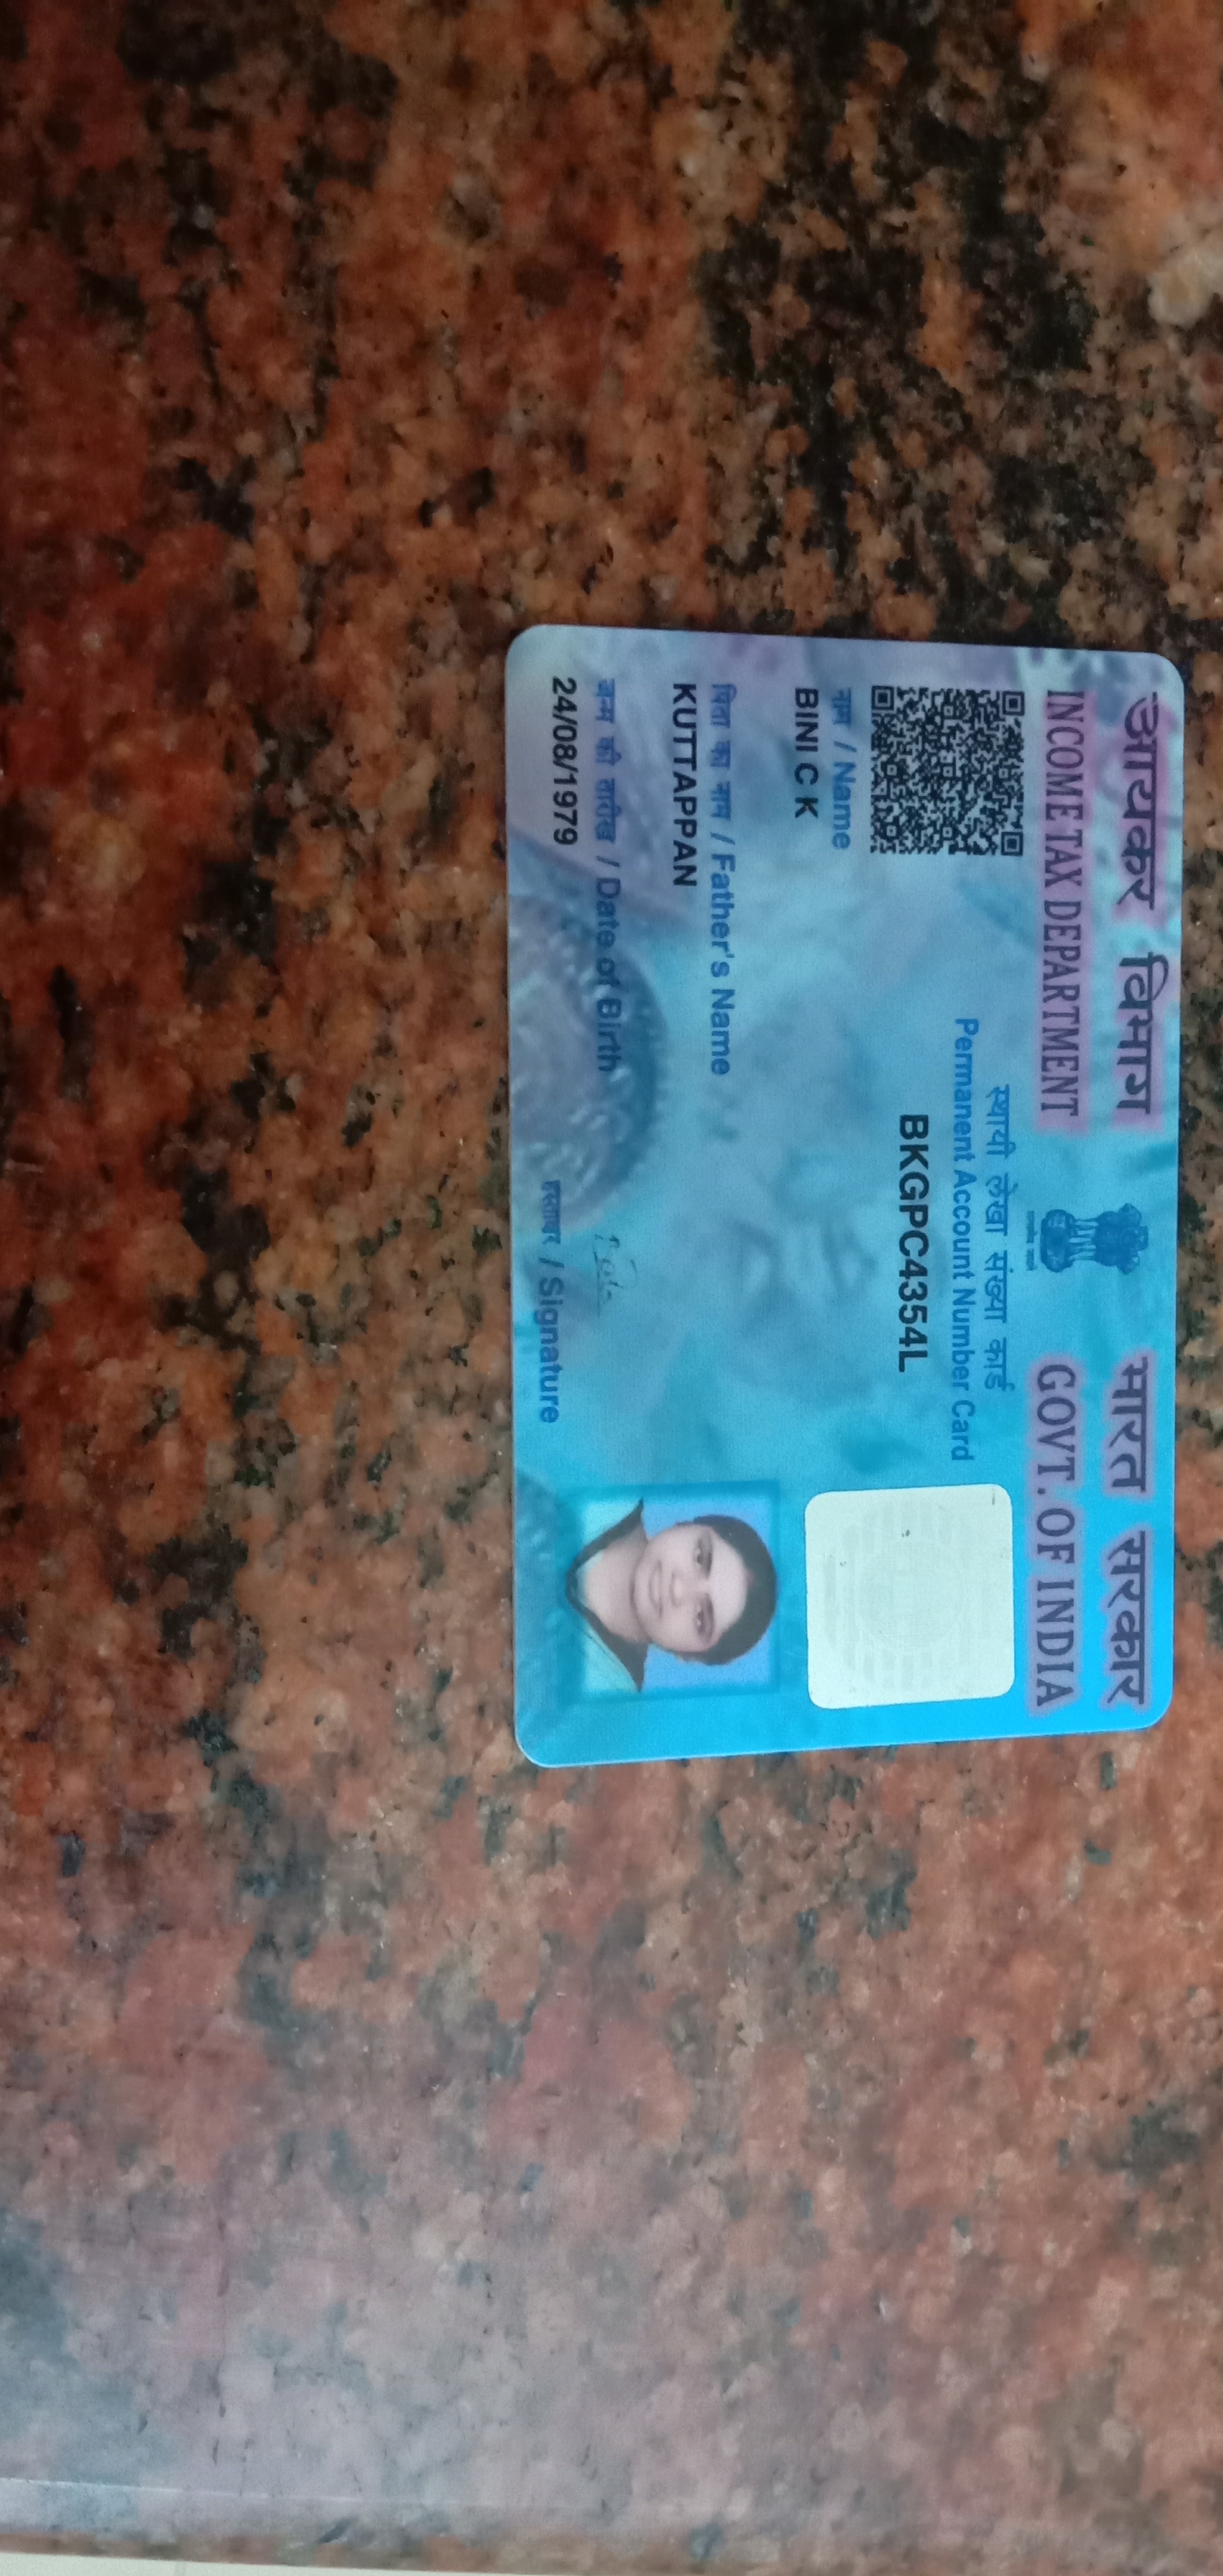 आयकर विभाग
INCOME TAX DEPARTMENT
भारत सरकार
GOVT. OF INDIA
स्थायी लेखा संख्या कार्ड
Permanent Account Number Card
BKGPC4354L
नाम / Name
BINI C K
पिता का नाम / Father's Name
KUTTAPPAN
जन्म की तारीख / Date of Birth
24/08/1979
हस्ताक्षर / Signature